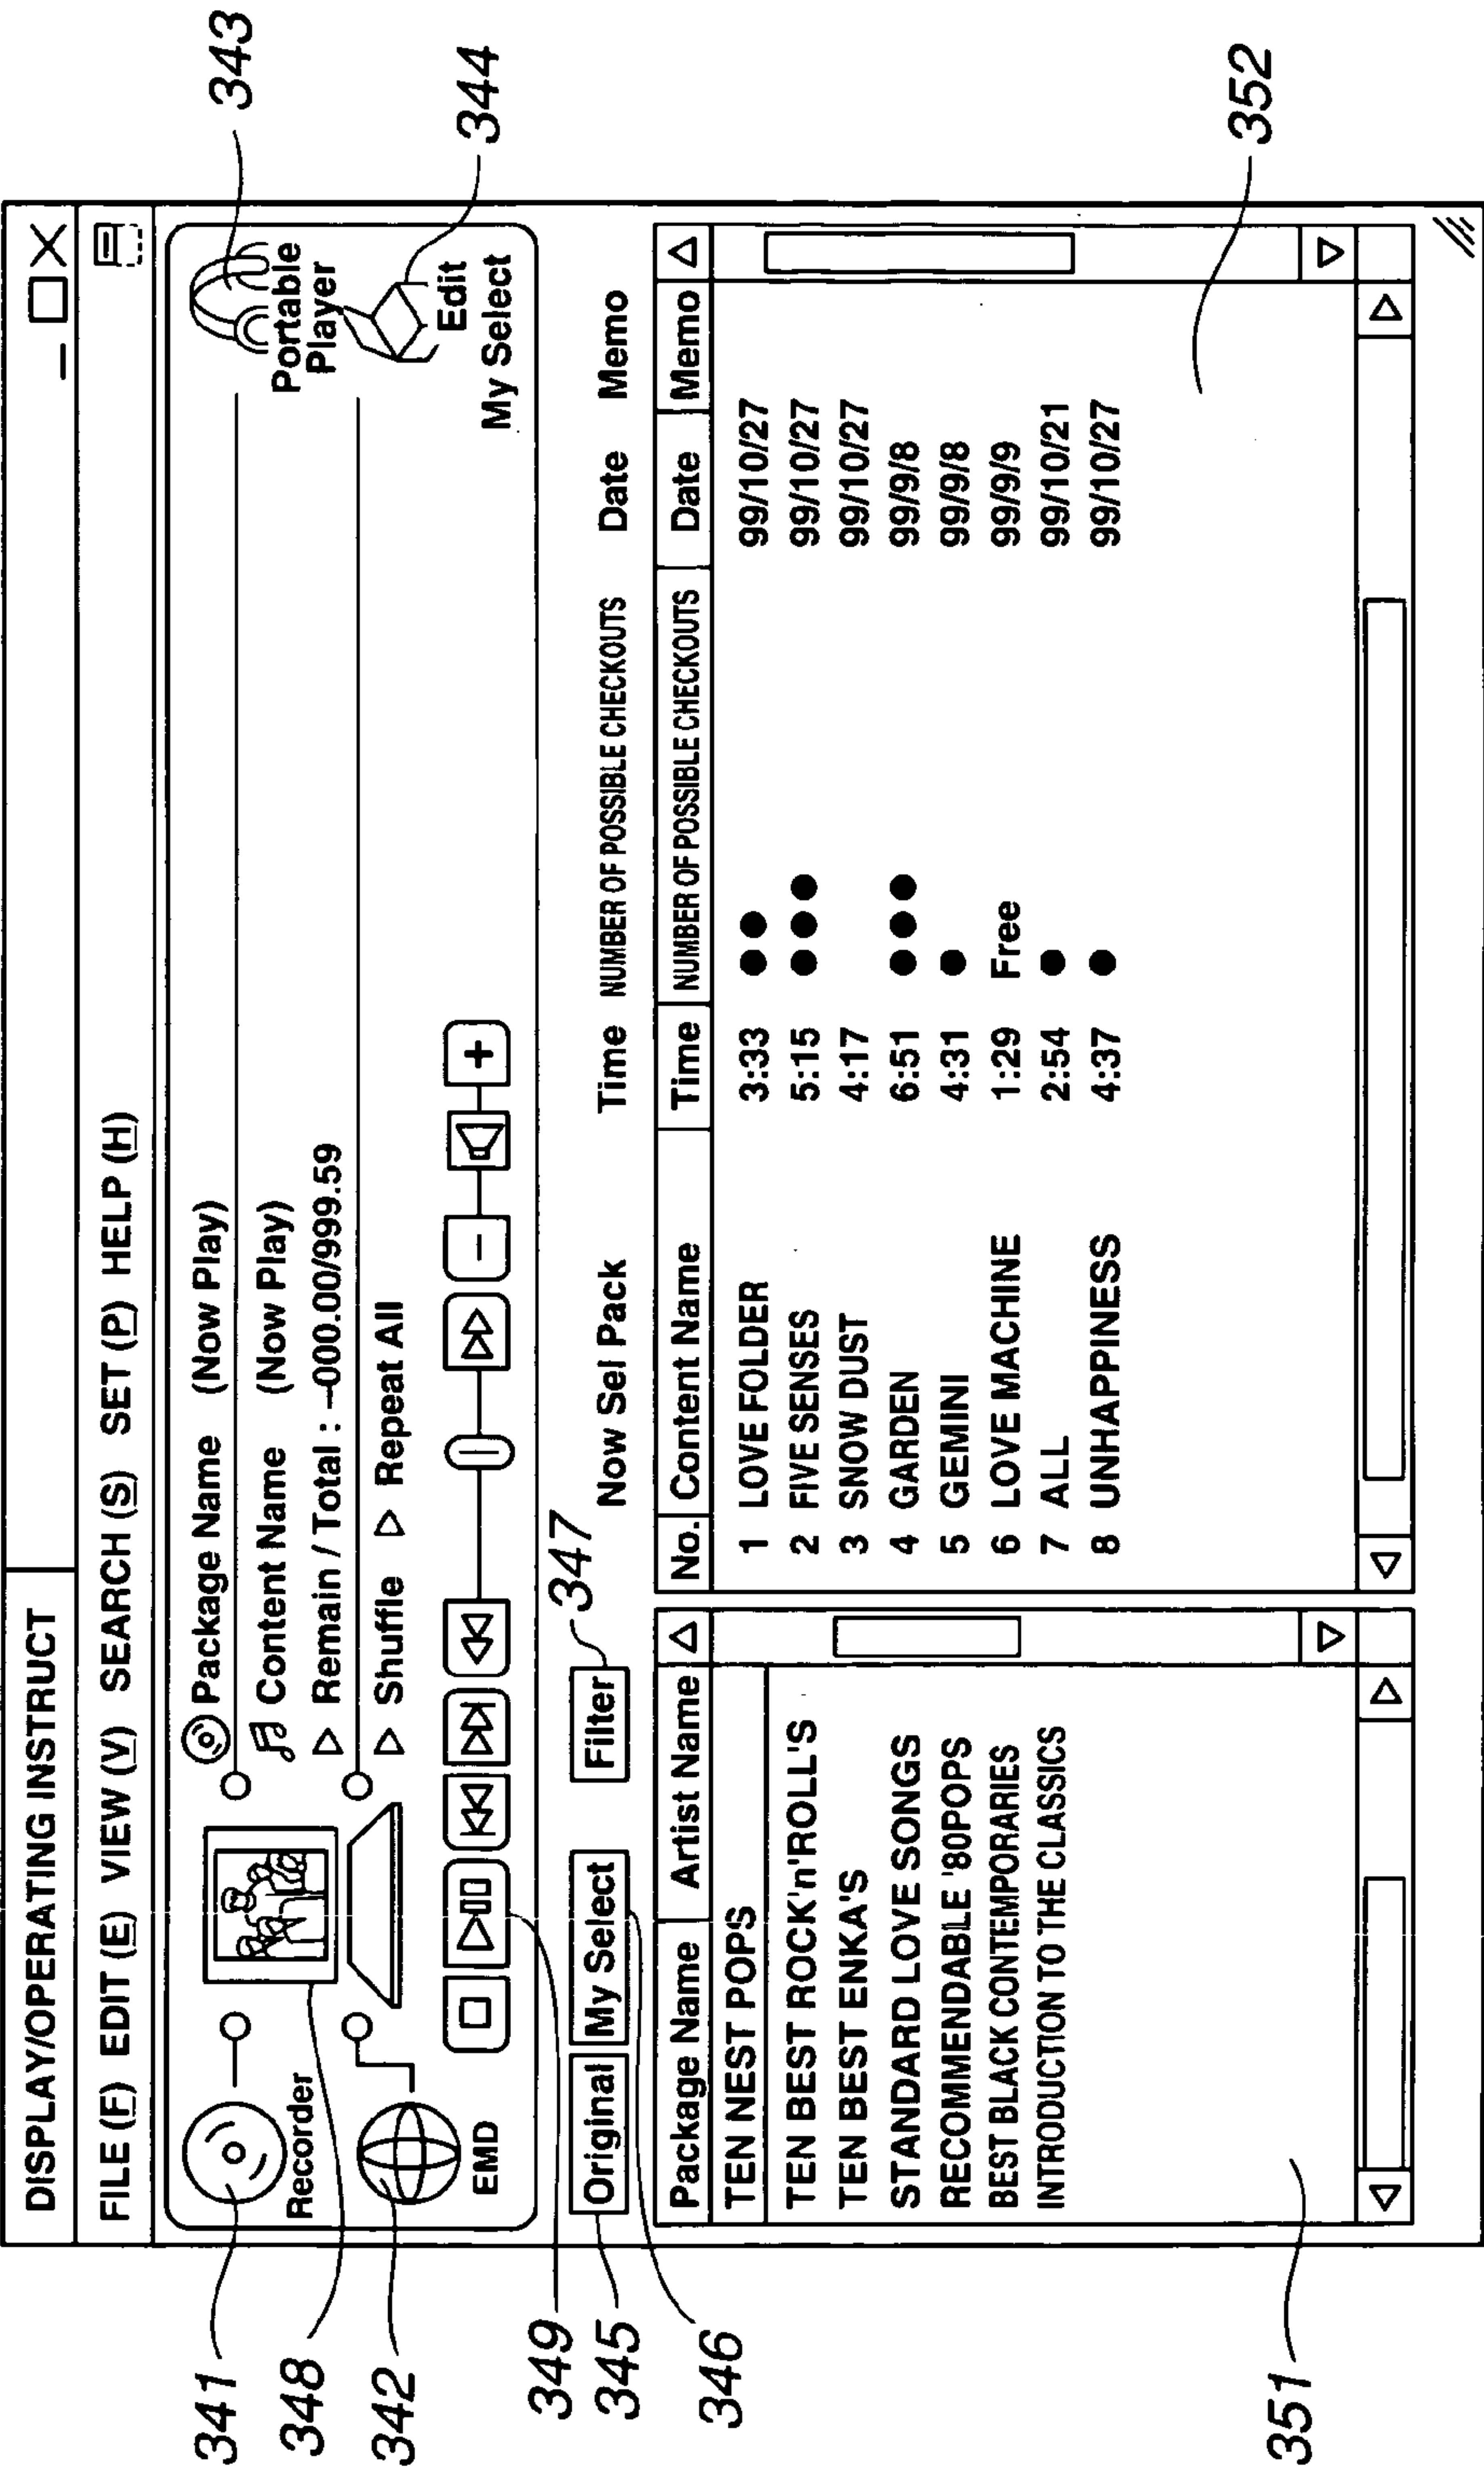 DISPLAY/OPERATING INSTRUCT
FILE (F) EDIT (E) VIEW (V) SEARCH (S) SET (P) HELP (H)
341
348
342
343
344
Recorder
EMD
Package Name (Now Play)
Content Name (Now Play)
Remain / Total : -000.00/999.59
Shuffle Repeat All
Portable
Player
Edit
My Select
349
345
346
Original My Select Filter
347
Now Sel Pack Time NUMBER OF POSSIBLE CHECKOUTS Date Memo
Package Name Artist Name
TEN NEST POPS
TEN BEST ROCK'n'ROLL'S
TEN BEST ENKA'S
STANDARD LOVE SONGS
RECOMMENDABLE '80POPS
BEST BLACK CONTEMPORARIES
INTRODUCTION TO THE CLASSICS
351
No. Content Name Time NUMBER OF POSSIBLE CHECKOUTS Date Memo
1 LOVE FOLDER 3:33 ●● 99/10/27
2 FIVE SENSES 5:15 ●●● 99/10/27
3 SNOW DUST 4:17 99/10/27
4 GARDEN 6:51 ●●● 99/9/8
5 GEMINI 4:31 ● 99/9/8
6 LOVE MACHINE 1:29 Free 99/9/9
7 ALL 2:54 ● 99/10/21
8 UNHAPPINESS 4:37 ● 99/10/27
352